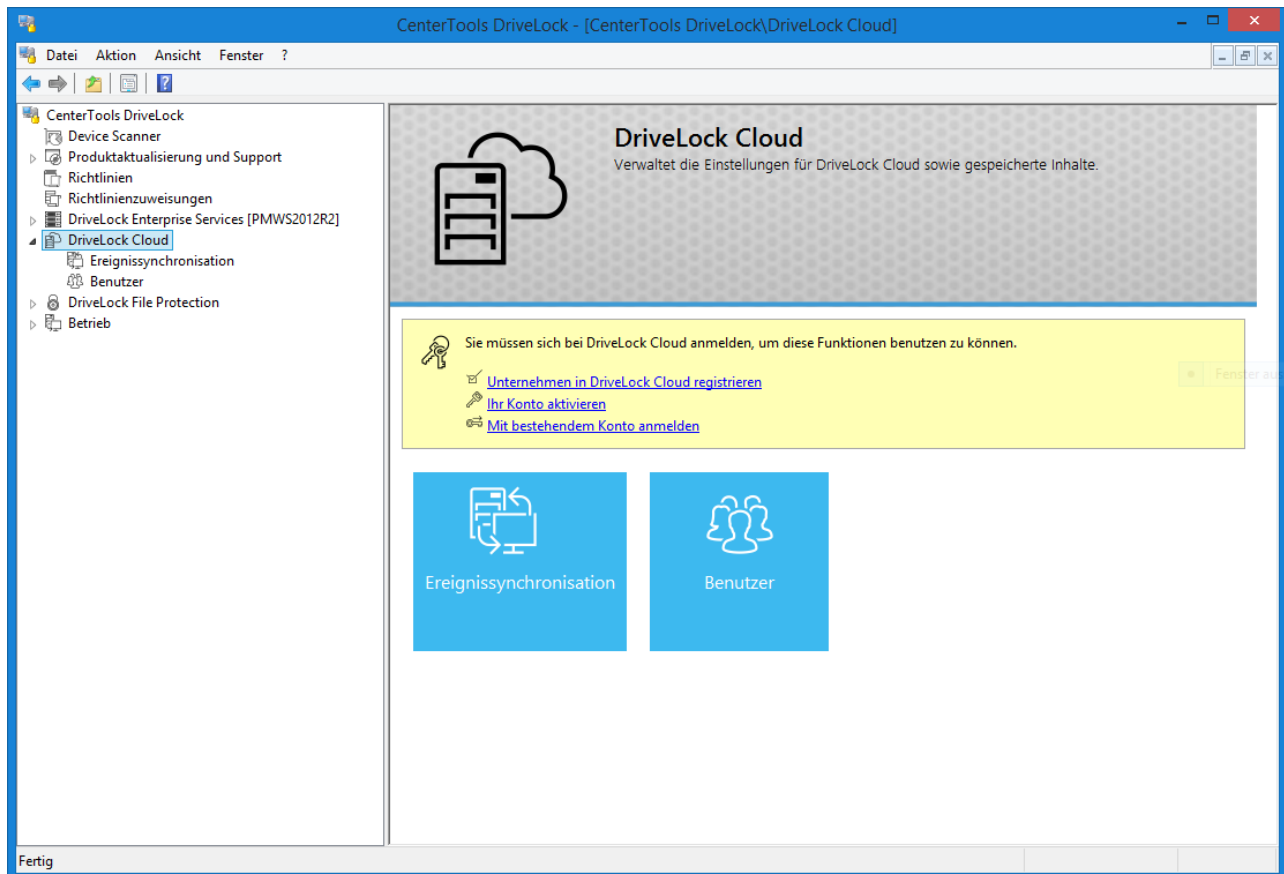 CenterTools DriveLock - [CenterTools DriveLock\DriveLock Cloud]
Datei Aktion Ansicht Fenster ?
CenterTools DriveLock
Device Scanner
Produktaktualisierung und Support
Richtlinien
Richtlinienzuweisungen
DriveLock Enterprise Services [PMWS2012R2]
DriveLock Cloud
Ereignissynchronisation
Benutzer
DriveLock File Protection
Betrieb
DriveLock Cloud
Verwaltet die Einstellungen für DriveLock Cloud sowie gespeicherte Inhalte.
Sie müssen sich bei DriveLock Cloud anmelden, um diese Funktionen benutzen zu können.
Unternehmen in DriveLock Cloud registrieren
Ihr Konto aktivieren
Mit bestehendem Konto anmelden
Fenster aus
Ereignissynchronisation
Benutzer
Fertig